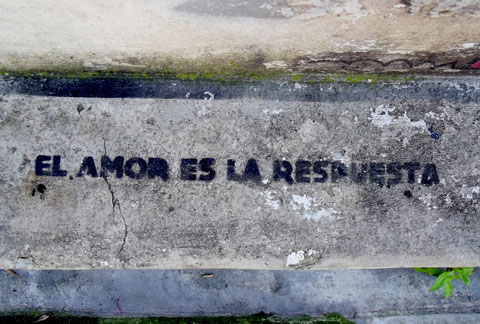 EL AMOR ES LA RESPUESTA